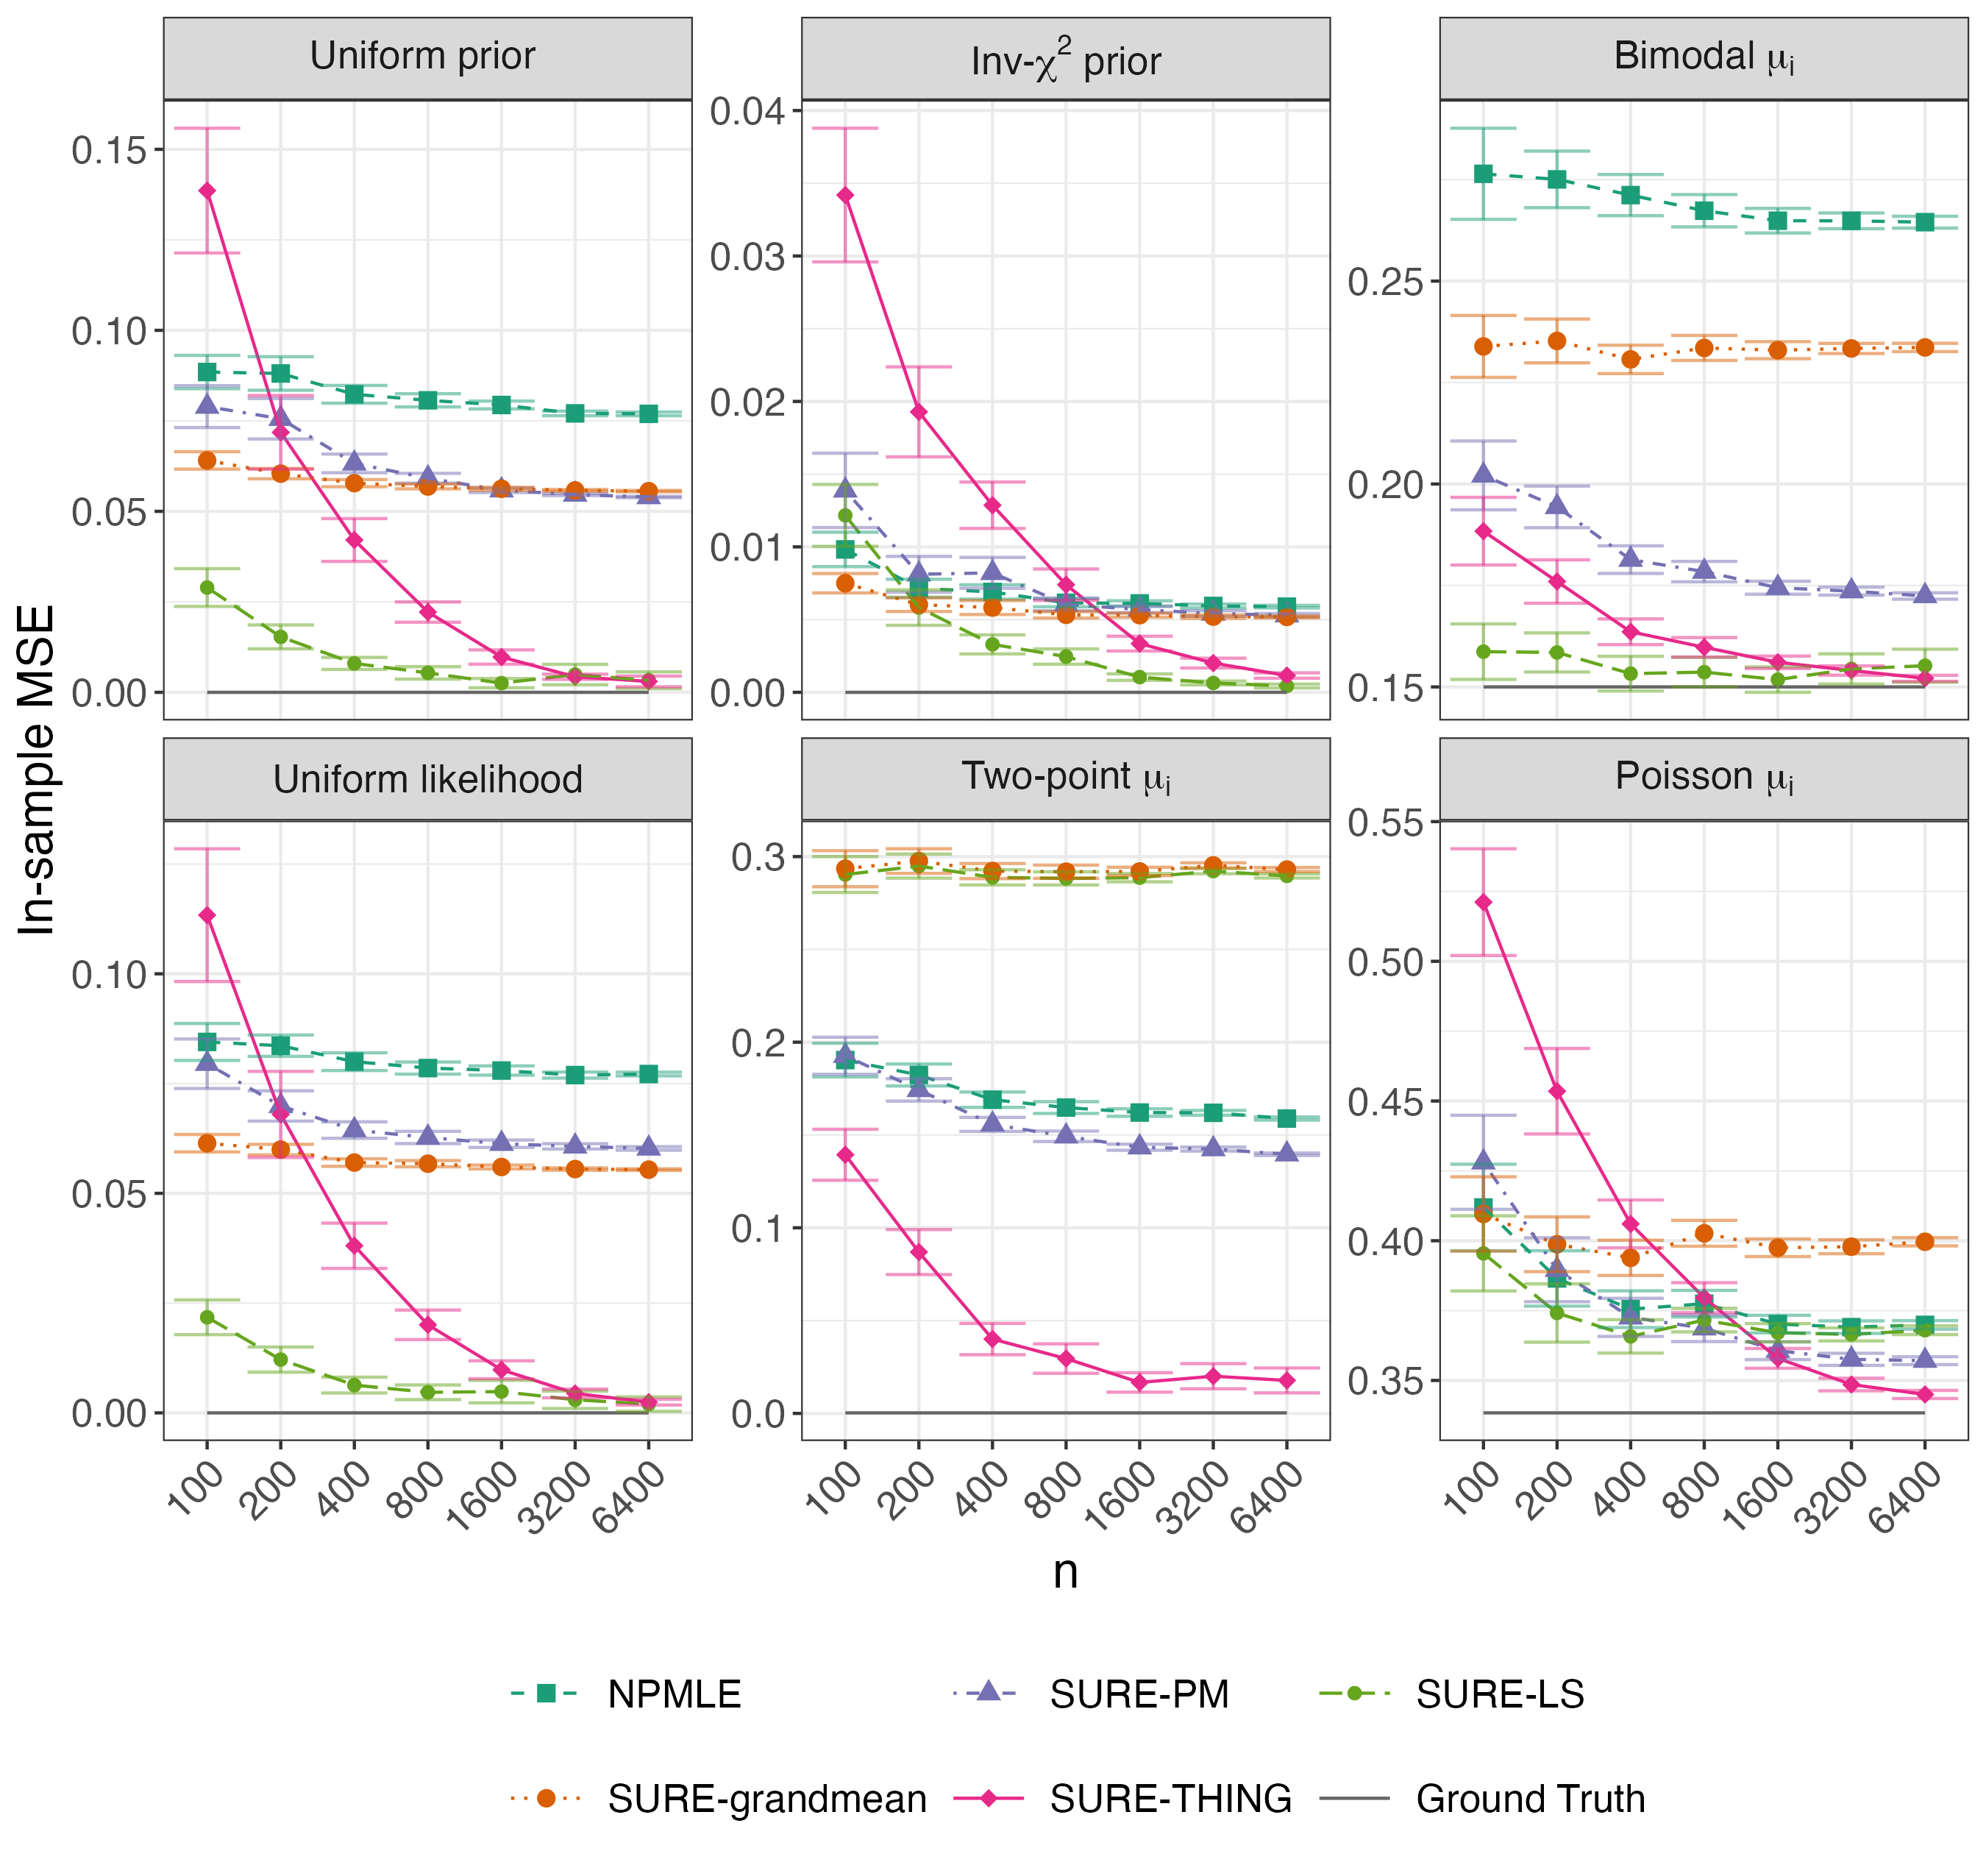 Uniform prior
Inv-χ² prior
Bimodal μᵢ
0.15
0.10
0.05
0.00
0.04
0.03
0.02
0.01
0.00
0.25
0.20
0.15
Uniform likelihood
Two-point μᵢ
Poisson μᵢ
0.10
0.05
0.00
0.3
0.2
0.1
0.0
0.55
0.50
0.45
0.40
0.35
In-sample MSE
100 200 400 800 1600 3200 6400
100 200 400 800 1600 3200 6400
100 200 400 800 1600 3200 6400
n
NPMLE SURE-PM SURE-LS
SURE-grandmean SURE-THING Ground Truth